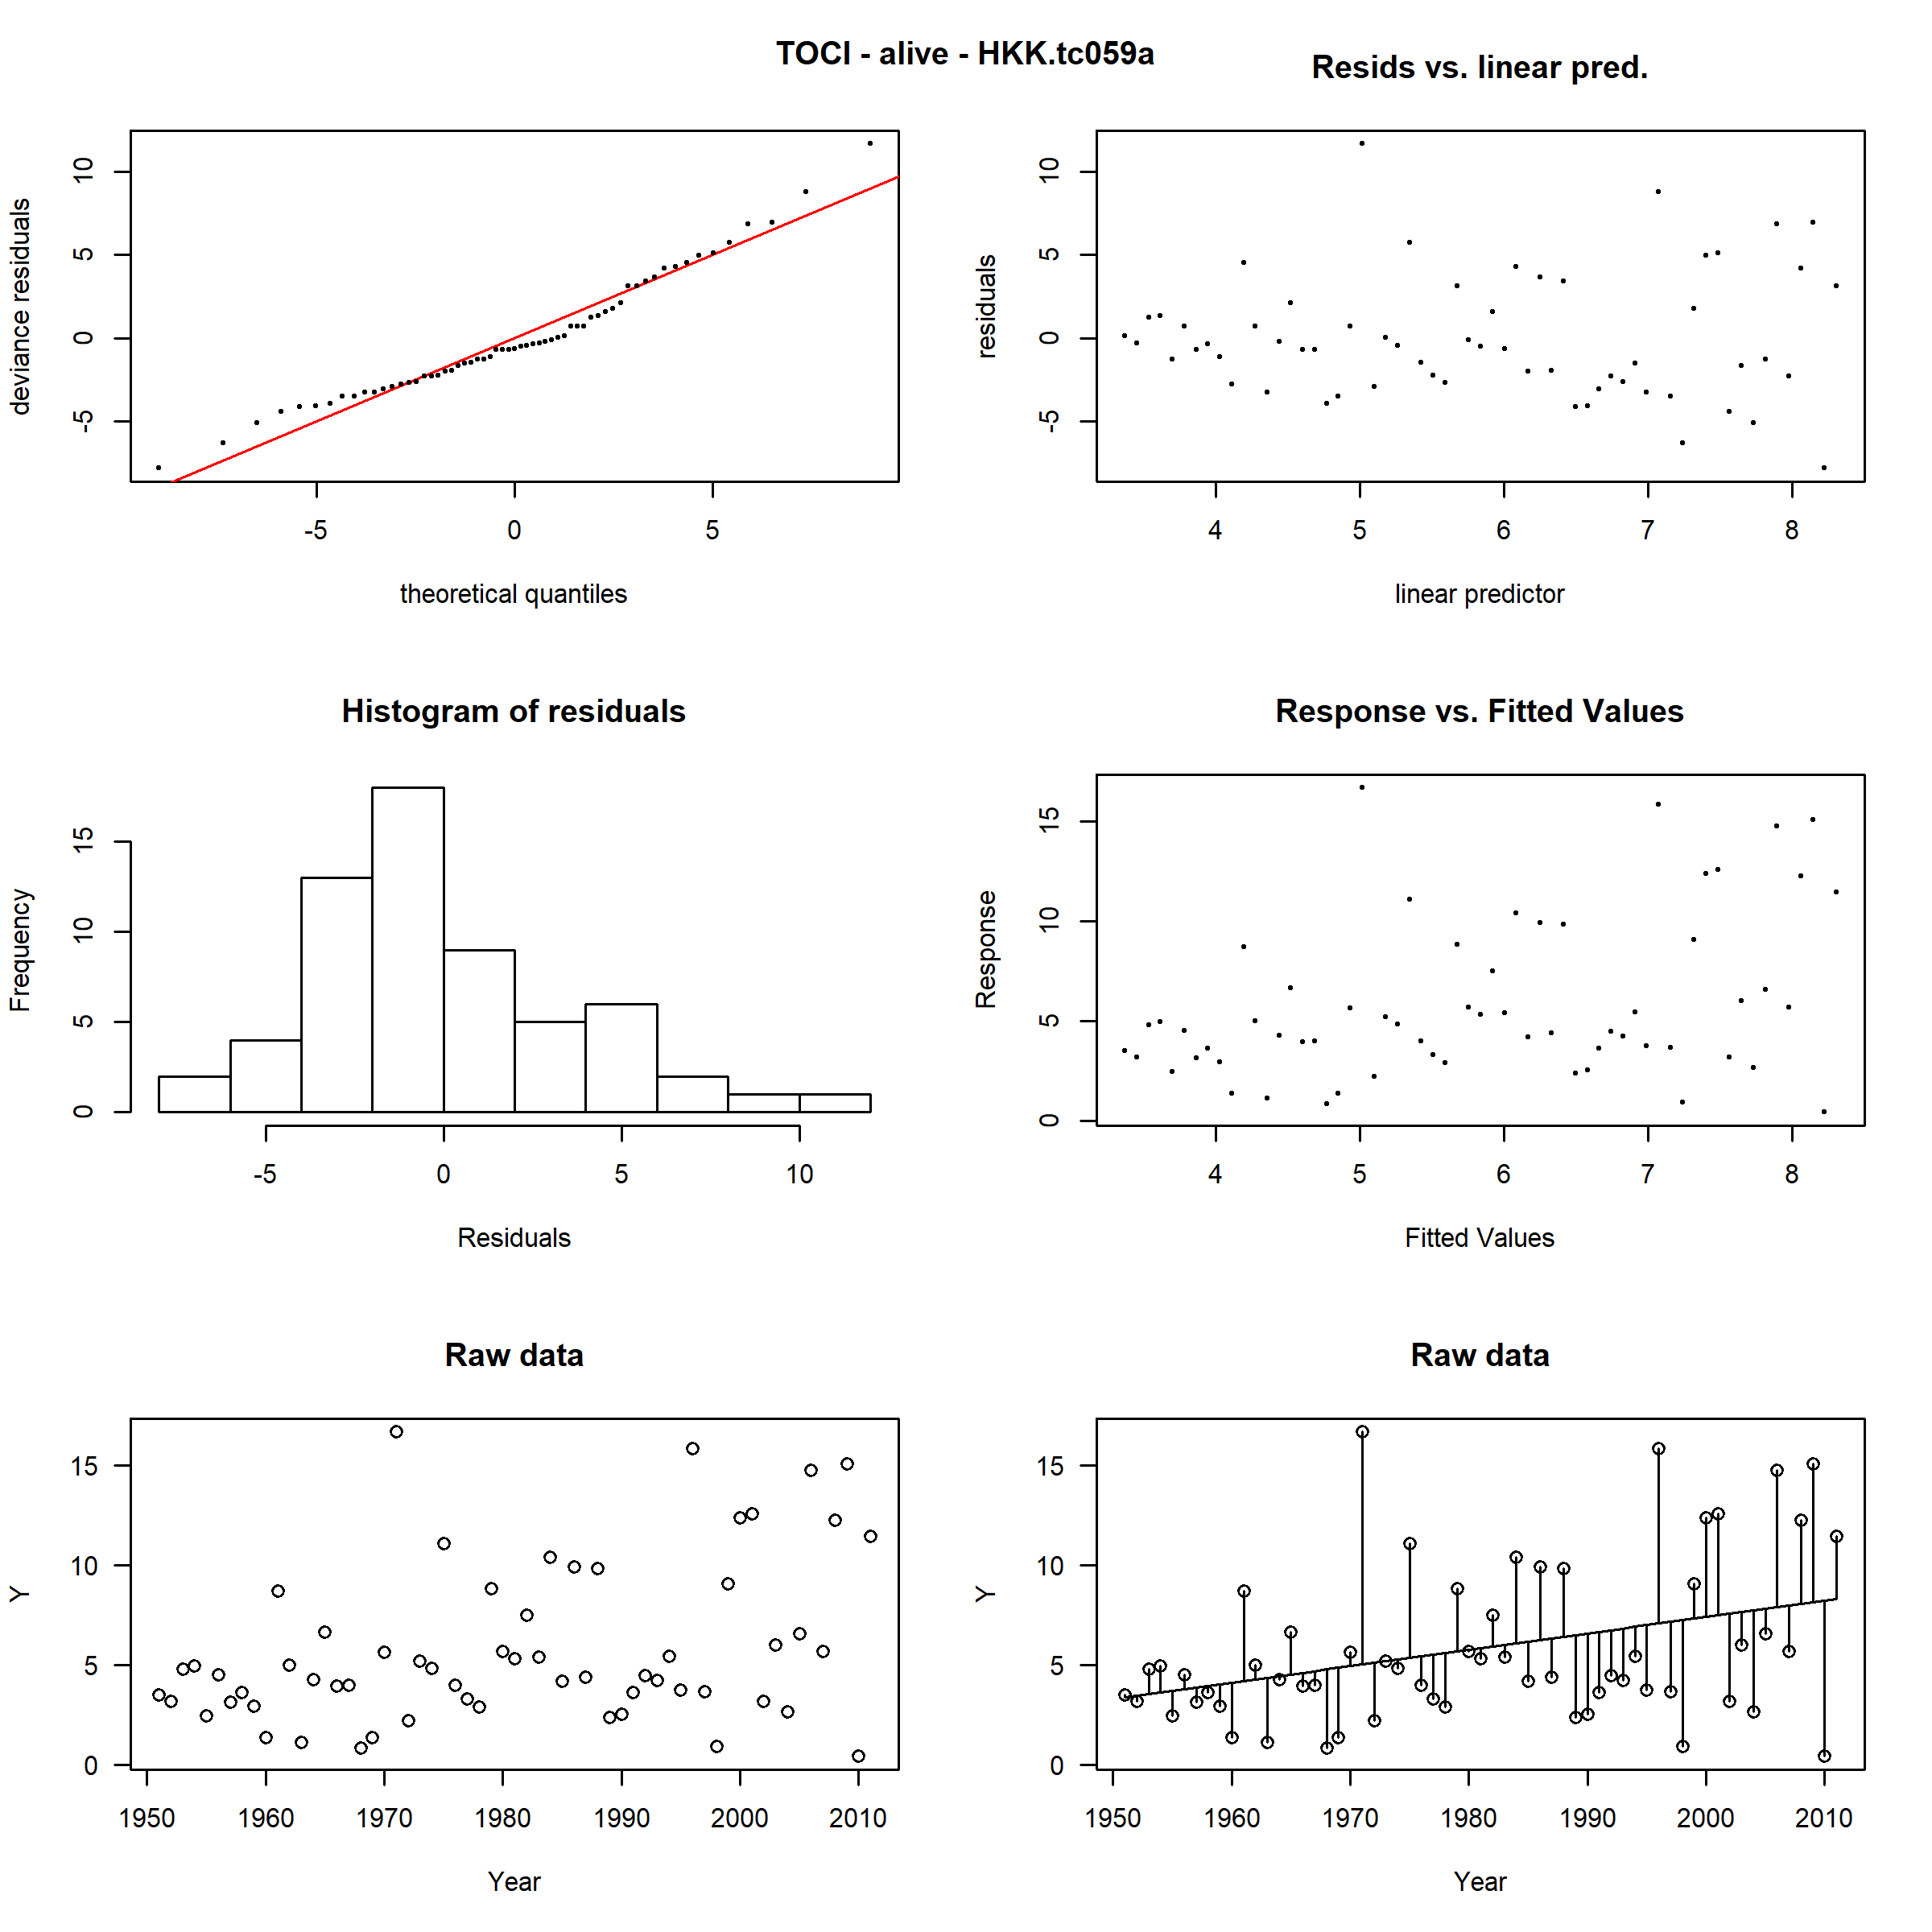 TOCI - alive - HKK.tc059a
Resids vs. linear pred.
deviance residuals
10
5
0
-5
-5 0 5
theoretical quantiles
residuals
10
5
0
-5
4 5 6 7 8
linear predictor
Histogram of residuals
Frequency
15
10
5
0
-5 0 5 10
Residuals
Response vs. Fitted Values
Response
15
10
5
0
4 5 6 7 8
Fitted Values
Raw data
Y
15
10
5
0
1950 1960 1970 1980 1990 2000 2010
Year
Raw data
Y
15
10
5
0
1950 1960 1970 1980 1990 2000 2010
Year